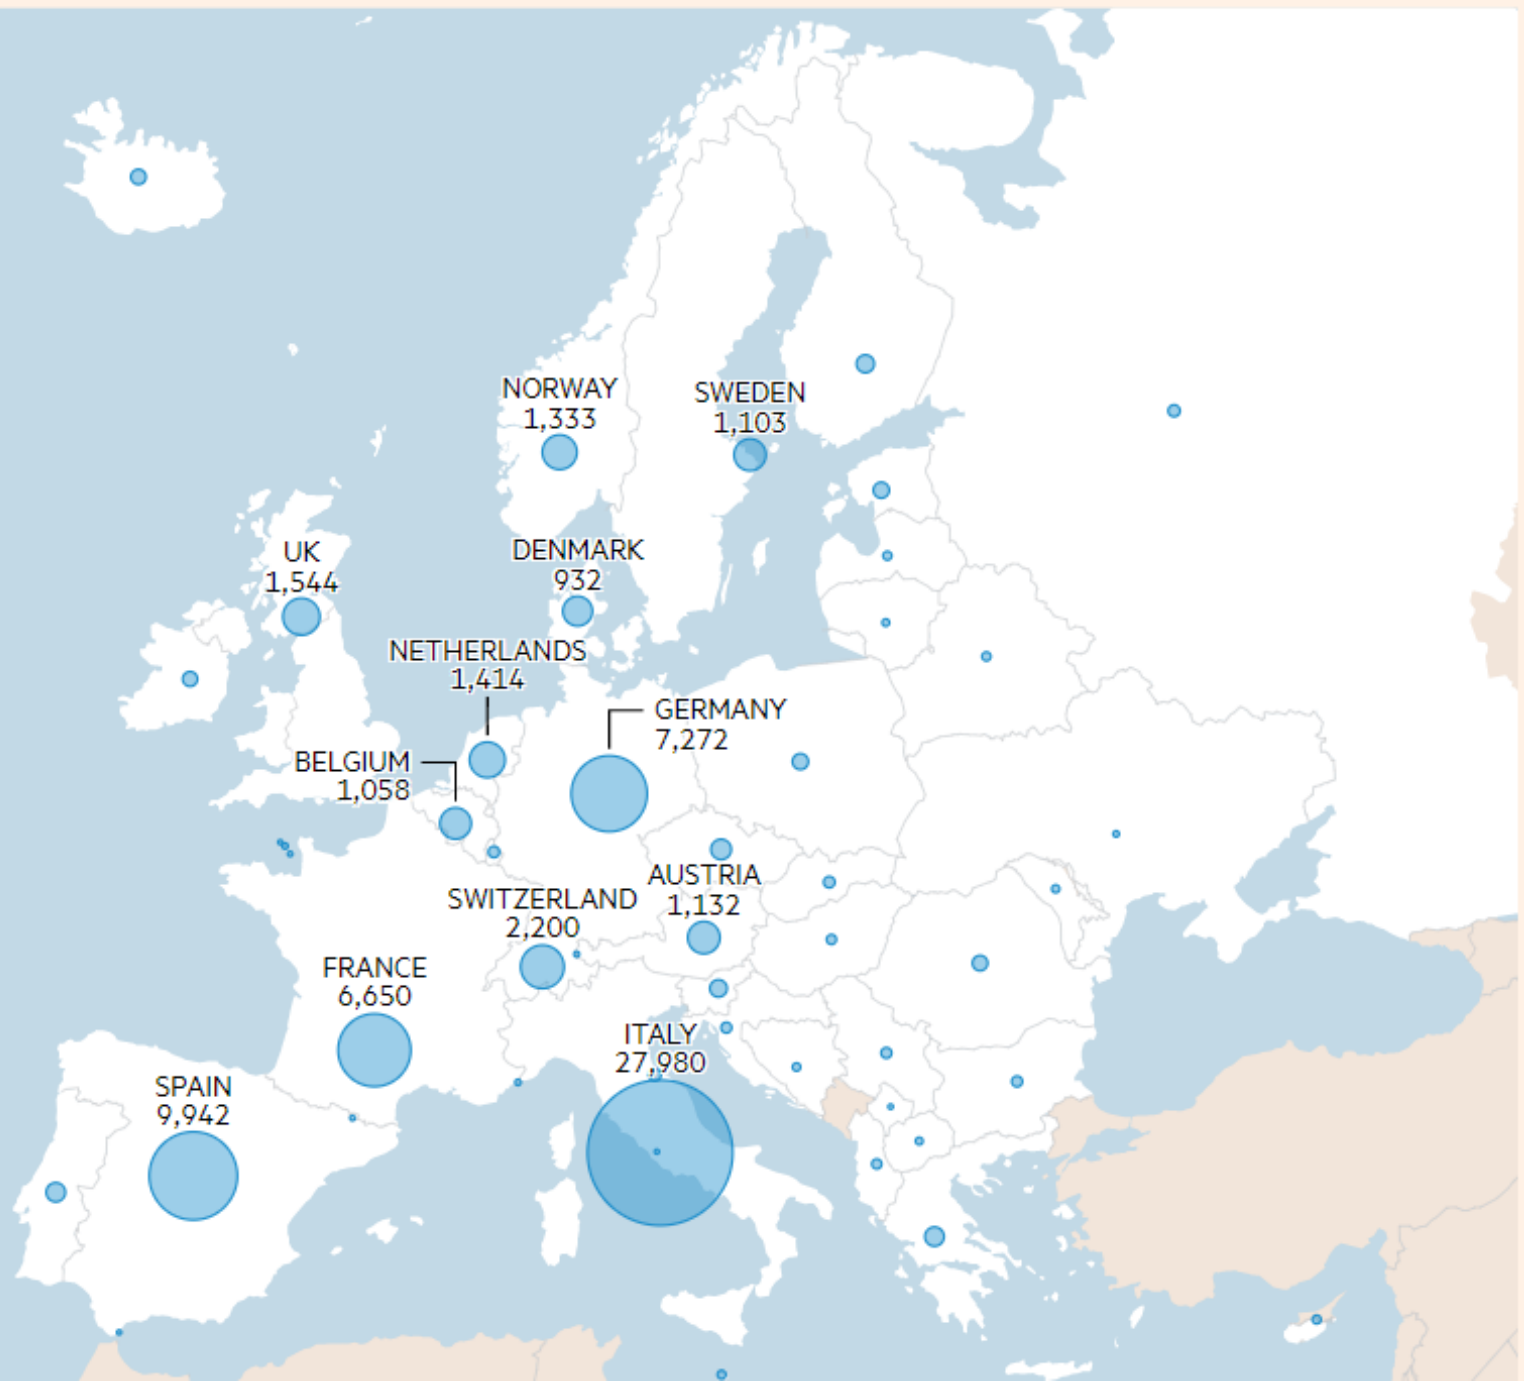 NORWAY
1,333
SWEDEN
1,103
UK
1,544
DENMARK
932
NETHERLANDS
1,414
GERMANY
7,272
BELGIUM
1,058
AUSTRIA
1,132
SWITZERLAND
2,200
FRANCE
6,650
ITALY
27,980
SPAIN
9,942